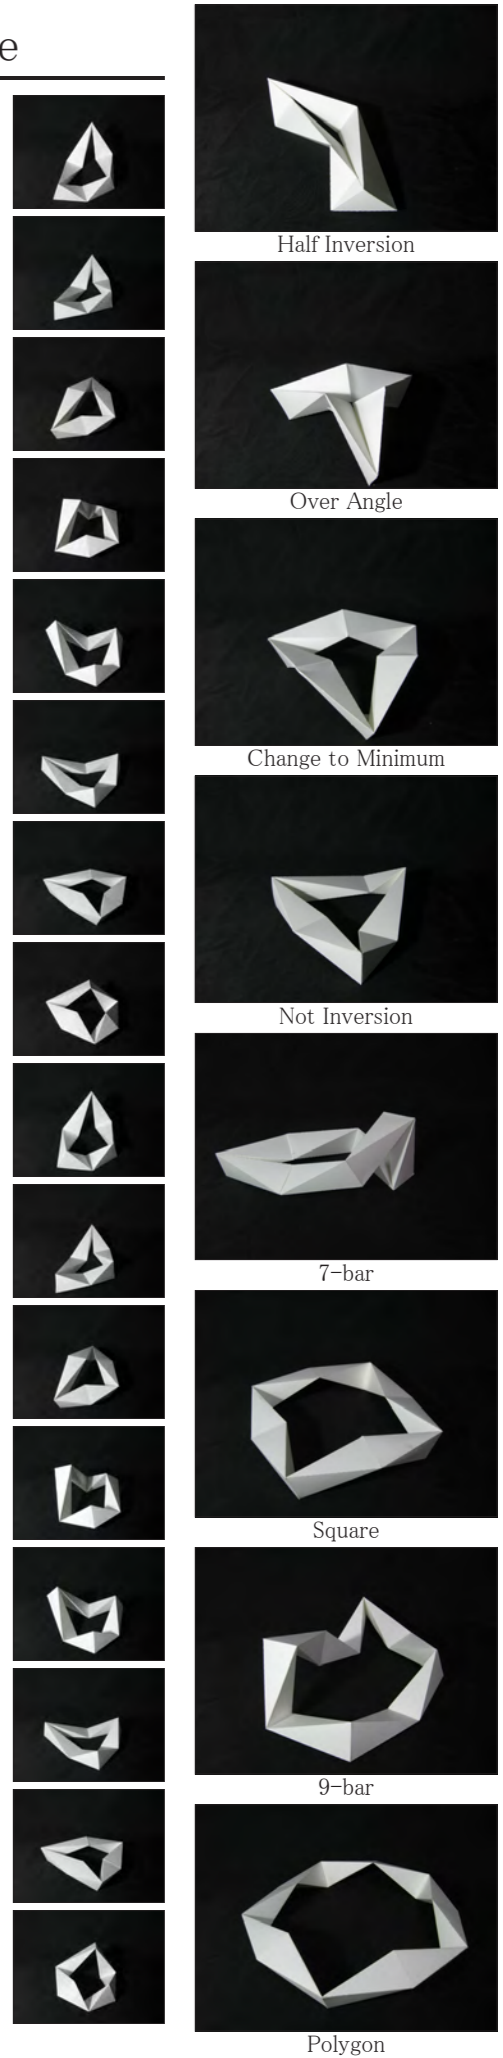 e
Half Inversion
Over Angle
Change to Minimum
Not Inversion
7-bar
Square
9-bar
Polygon